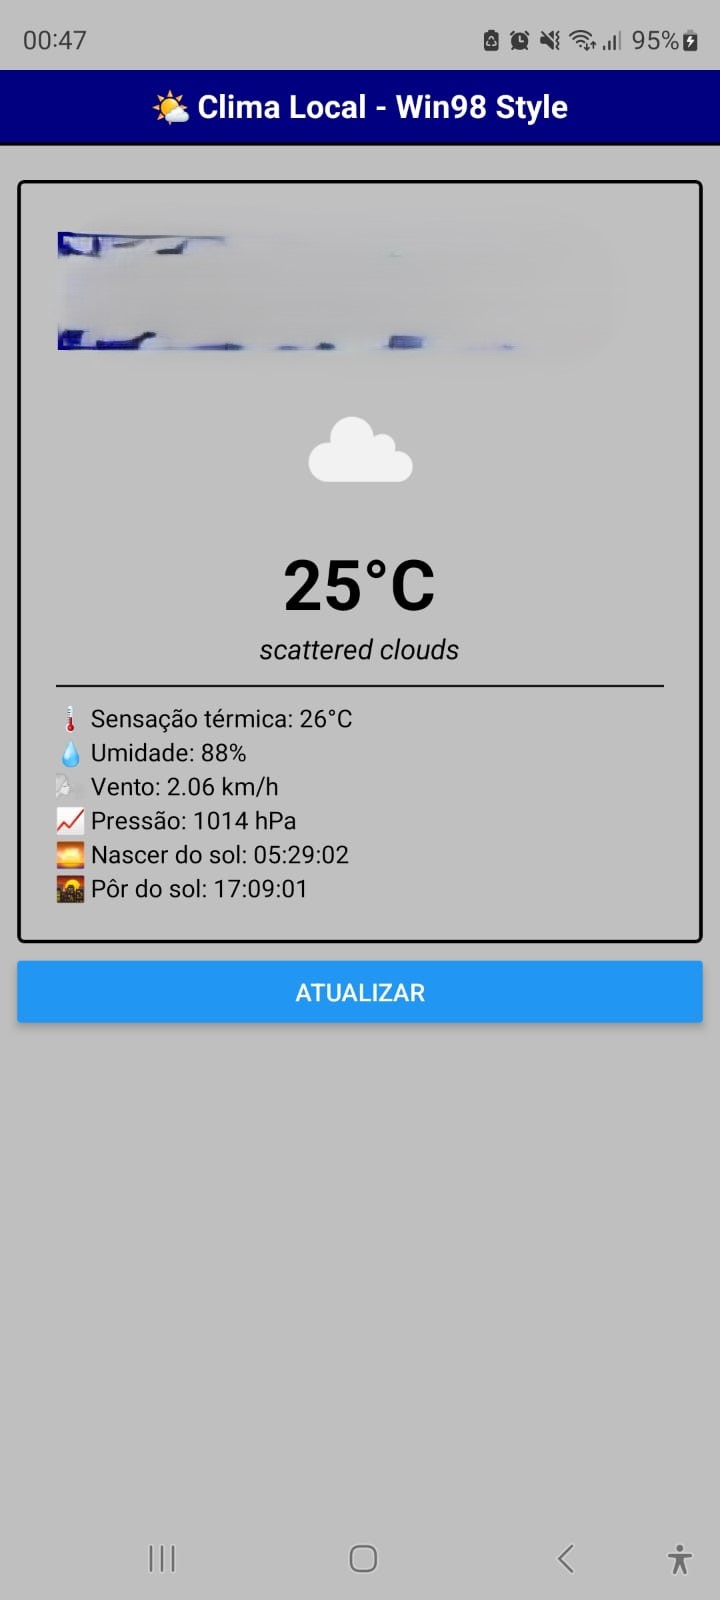 00:47
95%
Clima Local - Win98 Style
25°C
scattered clouds
Sensação térmica: 26°C
Umidade: 88%
Vento: 2.06 km/h
Pressão: 1014 hPa
Nascer do sol: 05:29:02
Pôr do sol: 17:09:01
ATUALIZAR